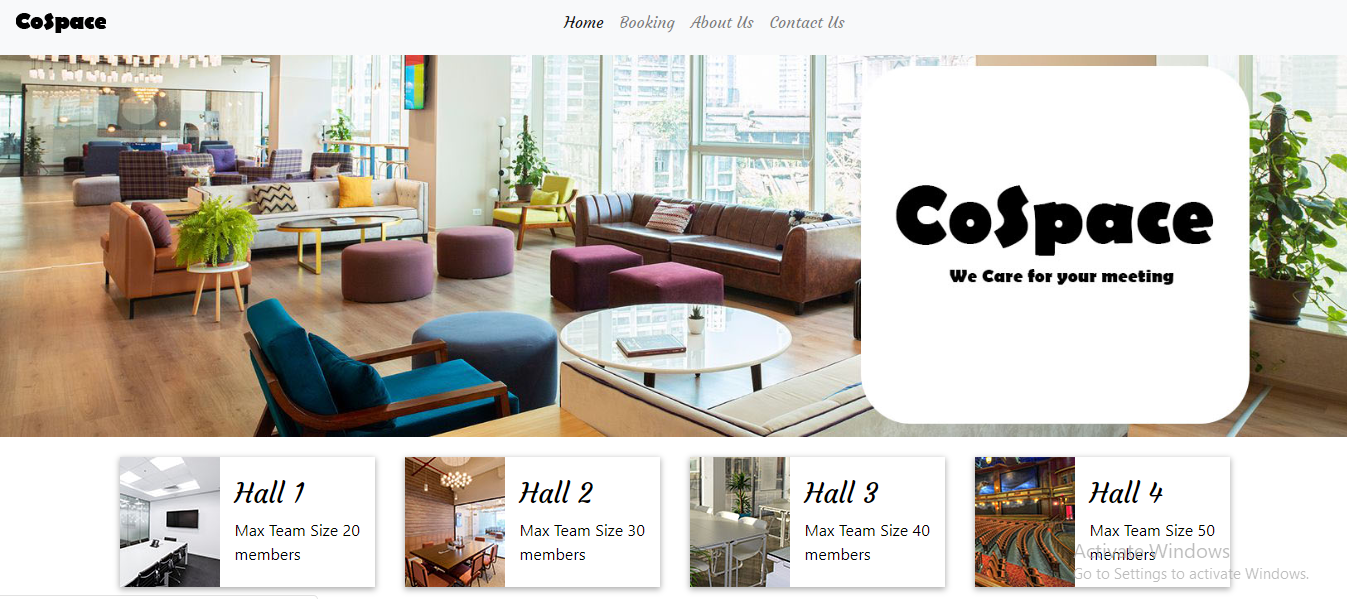 CoSpace
Home Booking About Us Contact Us
CoSpace
We Care for your meeting
Hall 1
Max Team Size 20
members
Hall 2
Max Team Size 30
members
Hall 3
Max Team Size 40
members
Hall 4
Max Team Size 50
members
Activate Windows
Go to Settings to activate Windows.